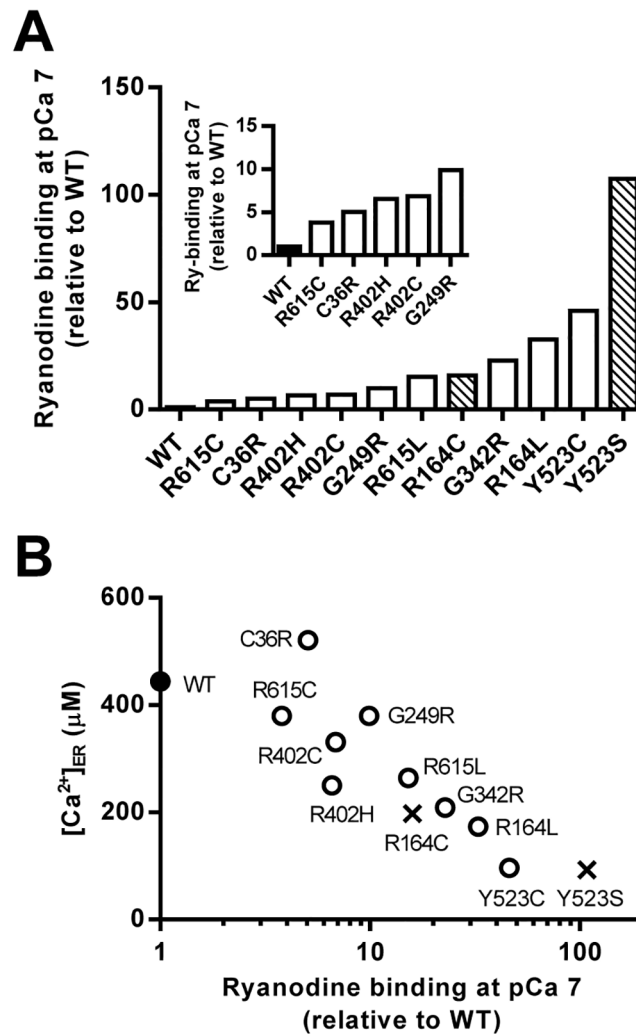 A
Ryanodine binding at pCa 7
(relative to WT)
150
100
50
0
Ry-binding at pCa 7
(relative to WT)
15
10
5
0
WT
R615C
C36R
R402H
R402C
G249R
WT
R615C
C36R
R402H
R402C
G249R
R615L
R164C
G342R
R164L
Y523C
Y523S
B
[Ca²⁺]ER (µM)
600
400
200
0
C36R
WT
R615C
G249R
R402C
R615L
R402H
G342R
R164C
R164L
Y523C
Y523S
1
10
100
Ryanodine binding at pCa 7
(relative to WT)